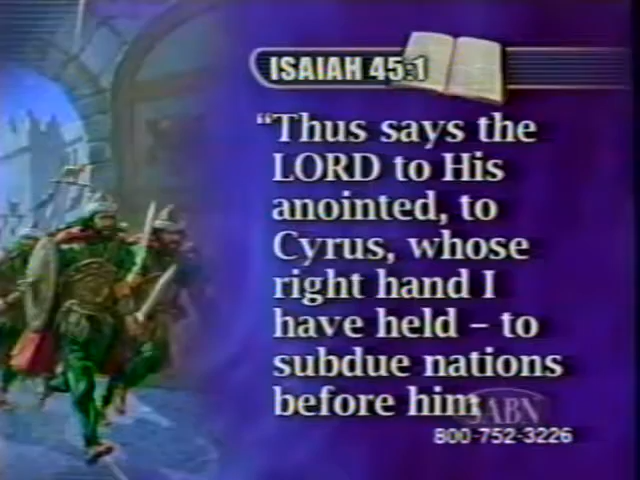 ISAIAH 45:1
“Thus says the
LORD to His
anointed, to
Cyrus, whose
right hand I
have held – to
subdue nations
before him
3ABN
800-752-3226